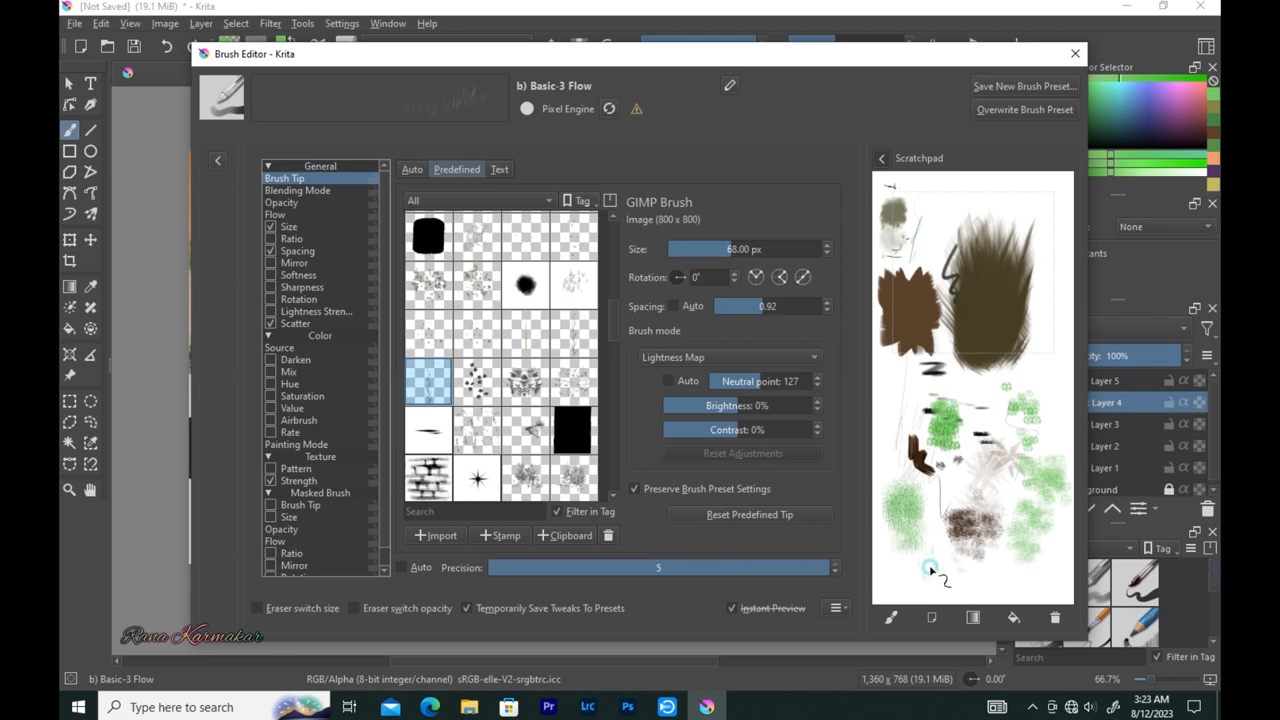 [Not Saved] (19.1 MiB) * - Krita
File Edit View Image Layer Select Filter Tools Settings Window Help
Brush Editor - Krita
b) Basic-3 Flow
Pixel Engine
Save New Brush Preset...
Overwrite Brush Preset
General
Brush Tip
Blending Mode
Opacity
Flow
Size
Ratio
Spacing
Mirror
Softness
Sharpness
Rotation
Lightness Stren...
Scatter
Color
Source
Darken
Mix
Hue
Saturation
Value
Airbrush
Rate
Painting Mode
Texture
Pattern
Strength
Masked Brush
Brush Tip
Size
Opacity
Flow
Ratio
Mirror
Auto Predefined Text
All
Tag
GIMP Brush
Image (800 x 800)
Size: 68.00 px
Rotation: 0°
Spacing: Auto 0.92
Brush mode
Lightness Map
Auto Neutral point: 127
Brightness: 0%
Contrast: 0%
Reset Adjustments
Preserve Brush Preset Settings
Reset Predefined Tip
Search
Filter in Tag
Import Stamp Clipboard
Auto Precision: 5
Eraser switch size Eraser switch opacity Temporarily Save Tweaks To Presets Instant Preview
Scratchpad
Color Selector
None
100%
Layer 5
Layer 4
Layer 3
Layer 2
Layer 1
ground
Tag
Search
Filter in Tag
Rana Karmakar
b) Basic-3 Flow
RGB/Alpha (8-bit integer/channel) sRGB-elle-V2-srgbtrc.icc
1,360 x 768 (19.1 MiB)
0.00°
66.7%
Type here to search
Pr
Lrc
Ps
3:23 AM
8/12/2023